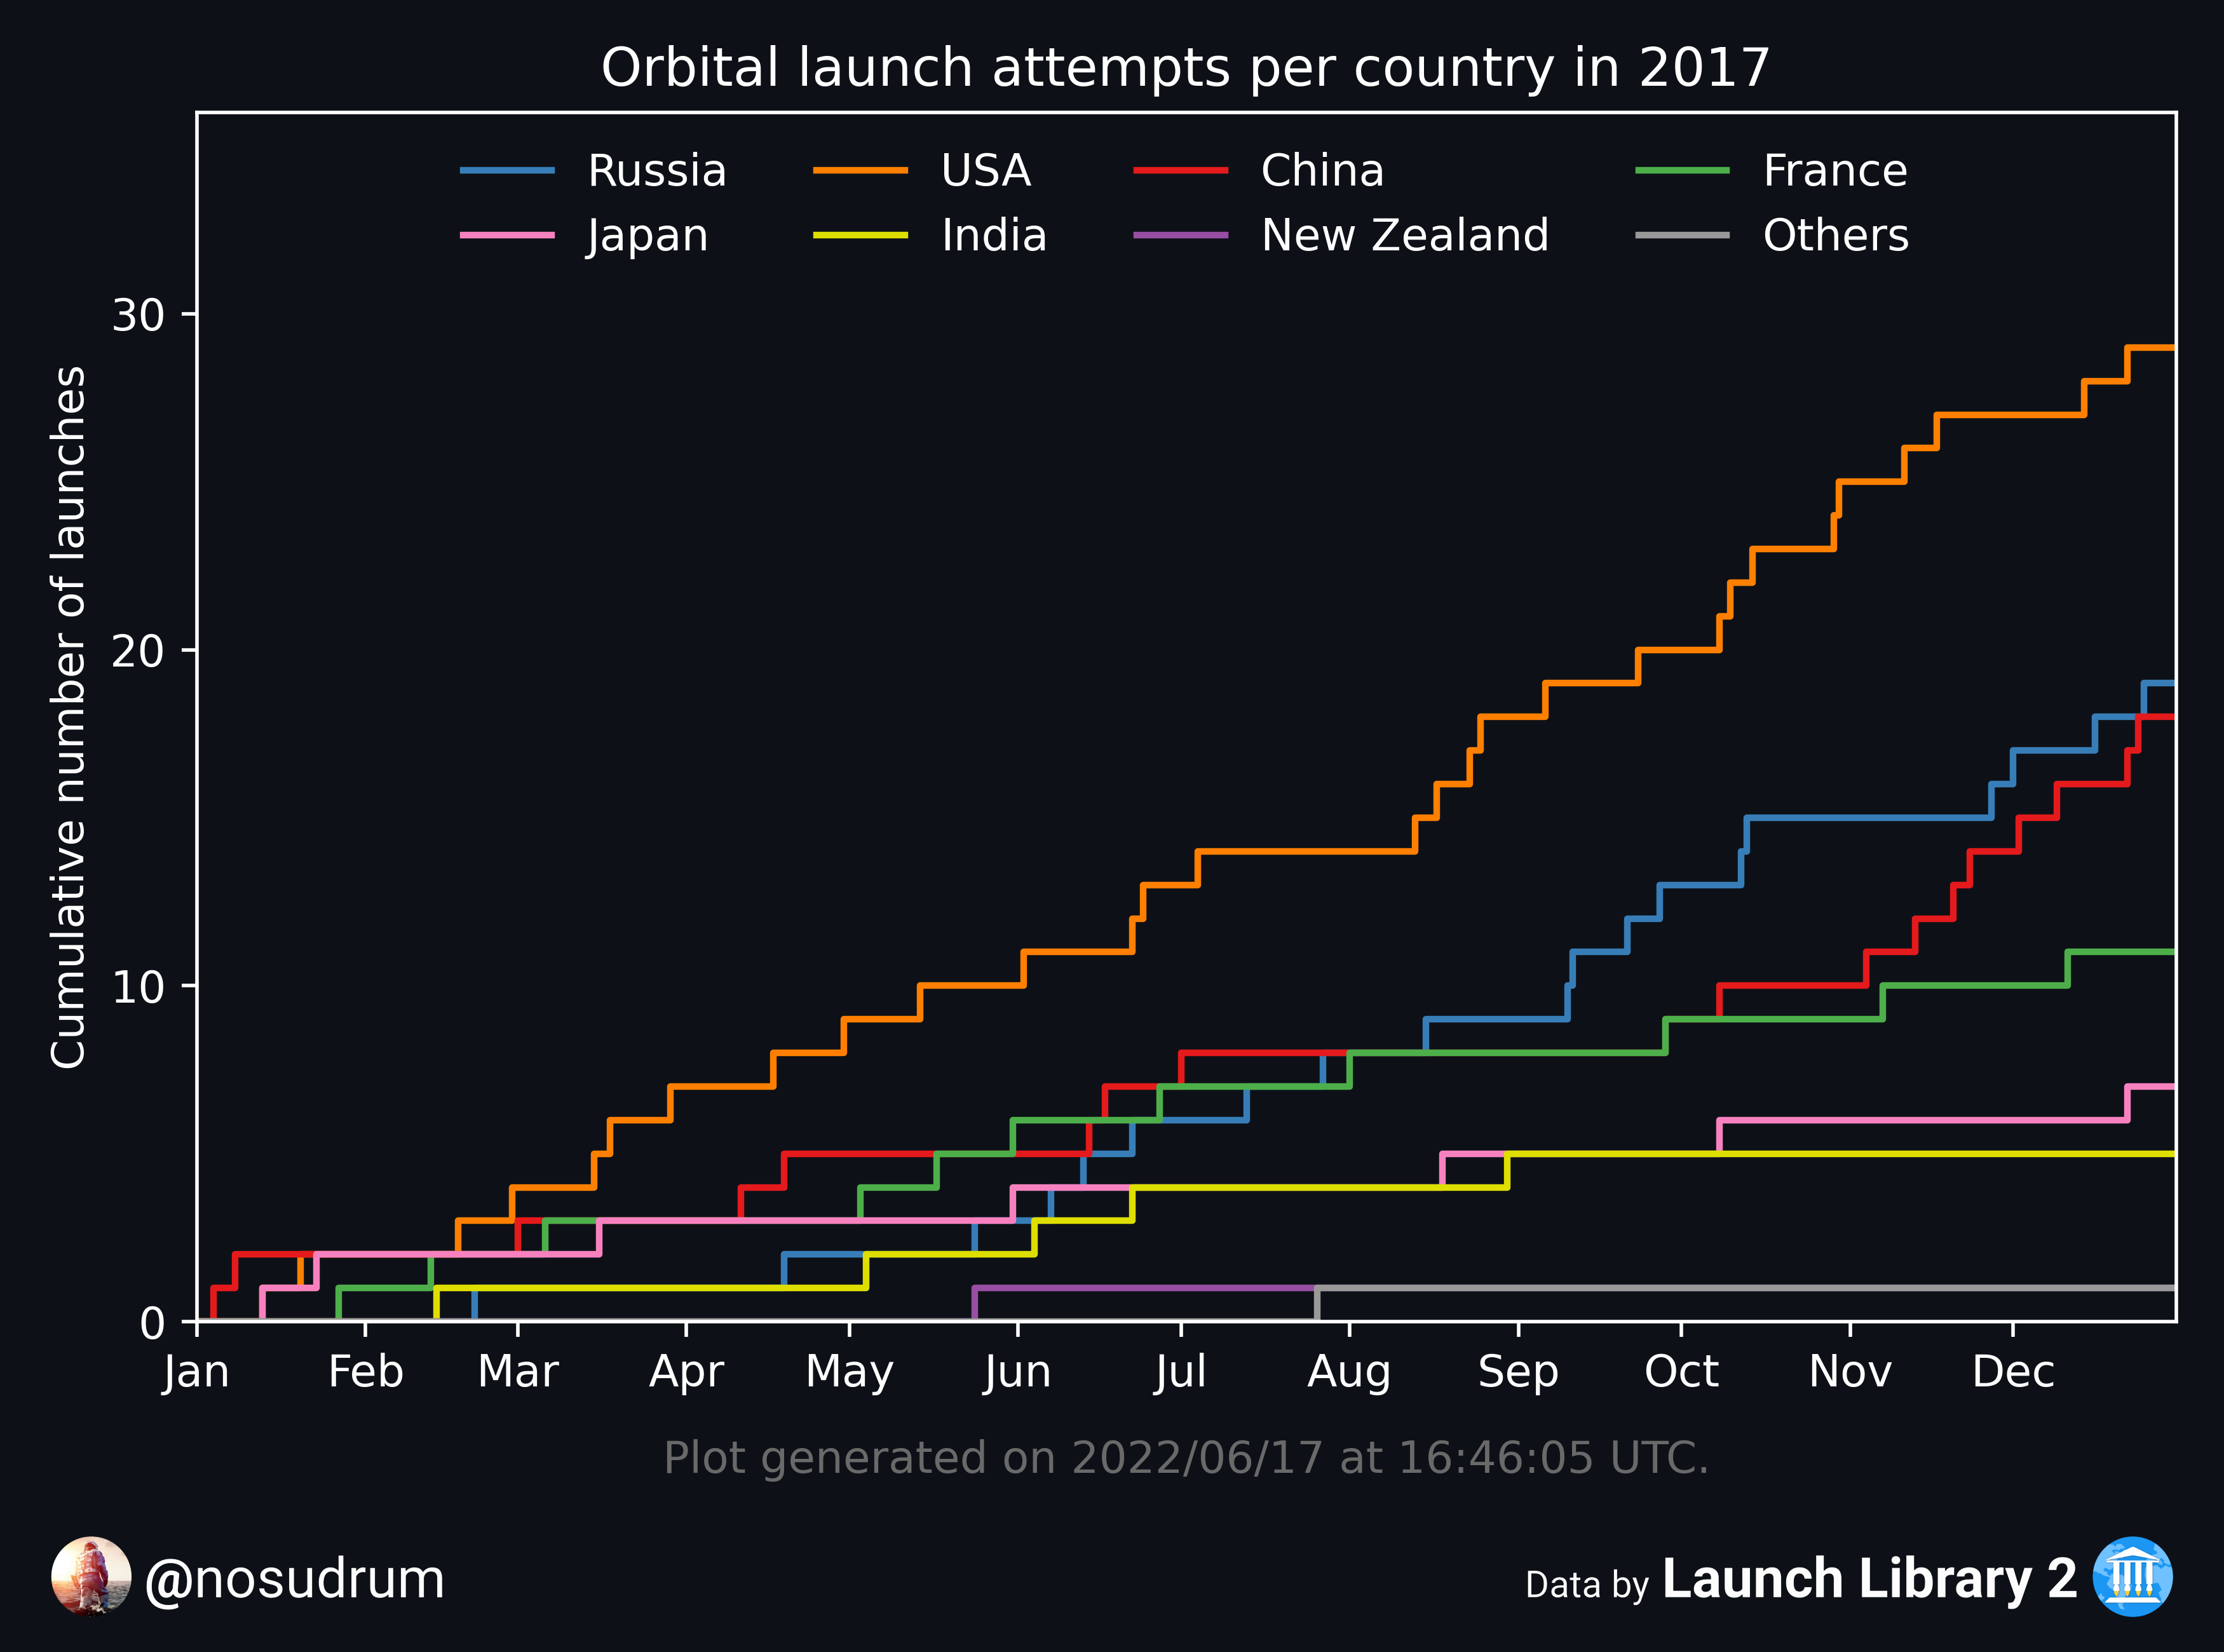 Orbital launch attempts per country in 2017
Russia USA China France
Japan India New Zealand Others
Cumulative number of launches
30
20
10
0
Jan Feb Mar Apr May Jun Jul Aug Sep Oct Nov Dec
Plot generated on 2022/06/17 at 16:46:05 UTC.
@nosudrum
Data by Launch Library 2